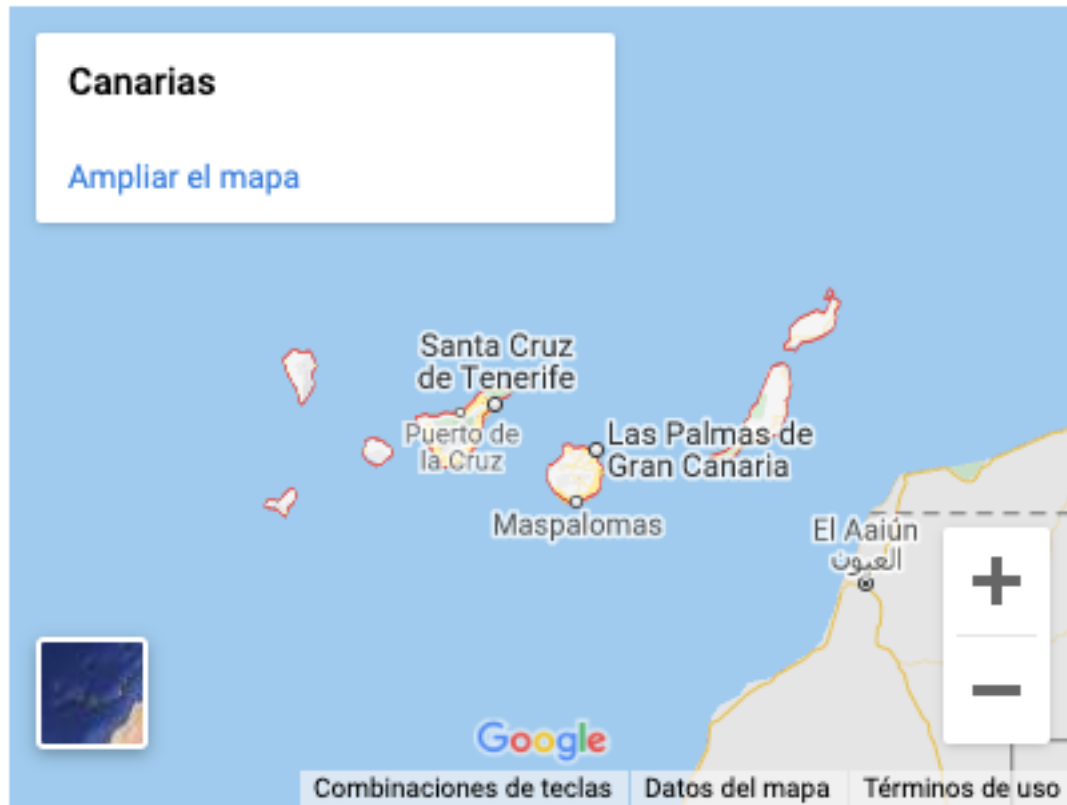 Canarias
Ampliar el mapa
Santa Cruz
de Tenerife
Puerto de
la Cruz
Las Palmas de
Gran Canaria
Maspalomas
El Aaiún
العيون
Google
Combinaciones de teclas
Datos del mapa
Términos de uso